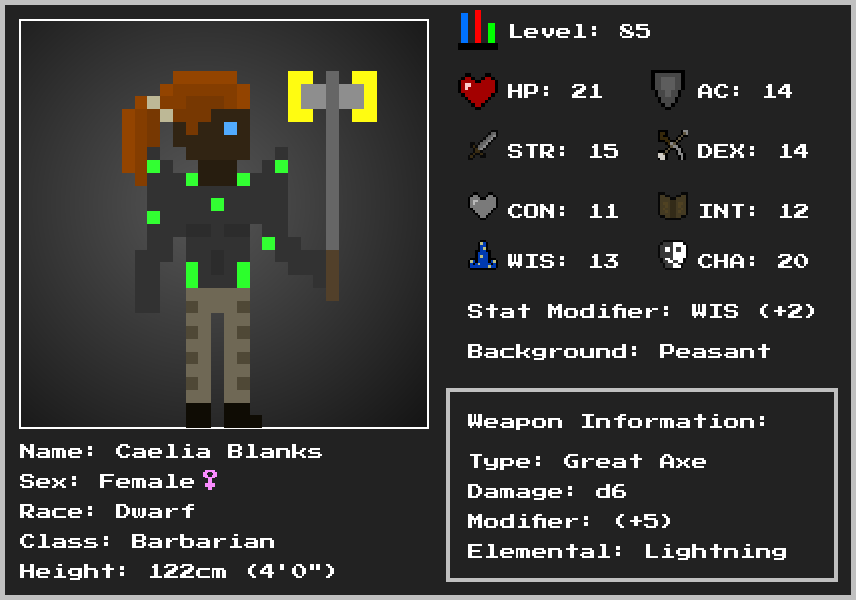 Level: 85
HP: 21
AC: 14
STR: 15
DEX: 14
CON: 11
INT: 12
WIS: 13
CHA: 20
Stat Modifier: WIS (+2)
Background: Peasant
Weapon Information:
Type: Great Axe
Damage: d6
Modifier: (+5)
Elemental: Lightning
Name: Caelia Blanks
Sex: Female♀
Race: Dwarf
Class: Barbarian
Height: 122cm (4'0")